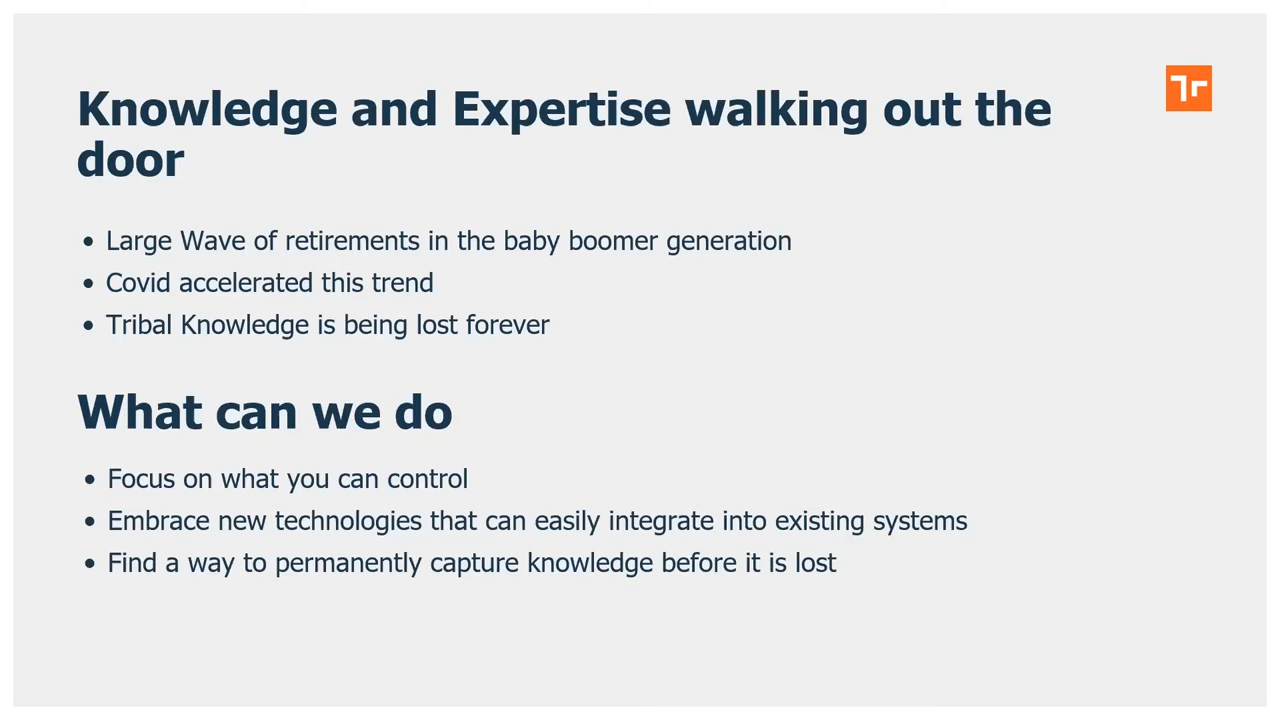 Knowledge and Expertise walking out the
door
• Large Wave of retirements in the baby boomer generation
• Covid accelerated this trend
• Tribal Knowledge is being lost forever
What can we do
• Focus on what you can control
• Embrace new technologies that can easily integrate into existing systems
• Find a way to permanently capture knowledge before it is lost